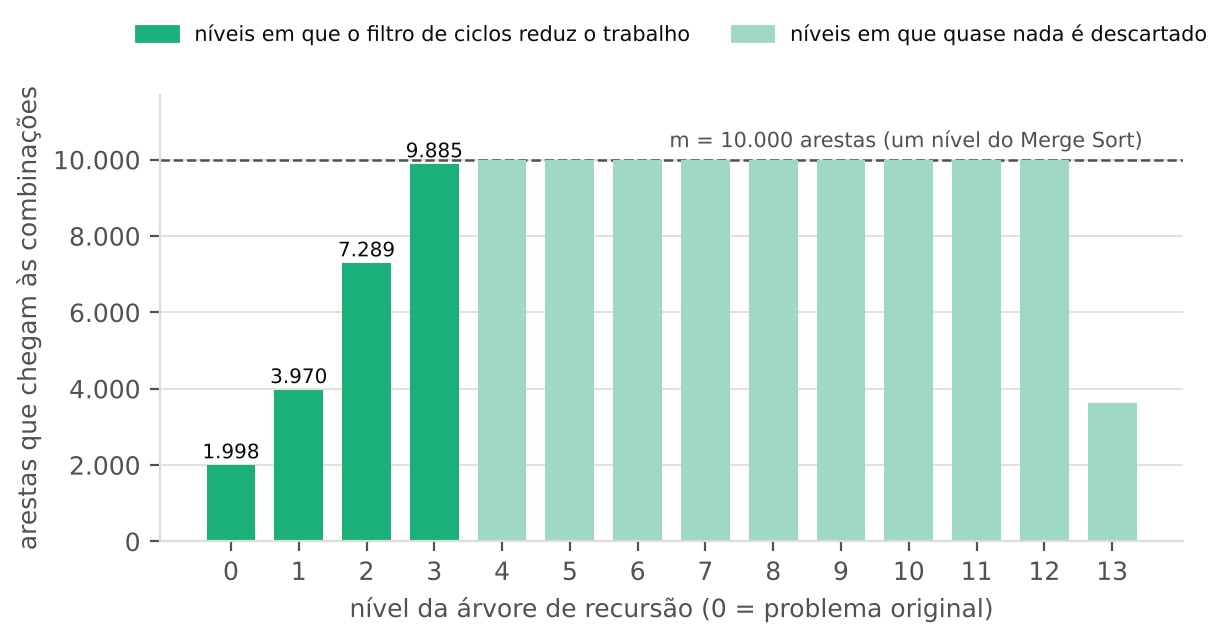 níveis em que o filtro de ciclos reduz o trabalho
níveis em que quase nada é descartado
arestas que chegam às combinações
m = 10.000 arestas (um nível do Merge Sort)
10.000
8.000
6.000
4.000
2.000
0
1.998
3.970
7.289
9.885
0 1 2 3 4 5 6 7 8 9 10 11 12 13
nível da árvore de recursão (0 = problema original)